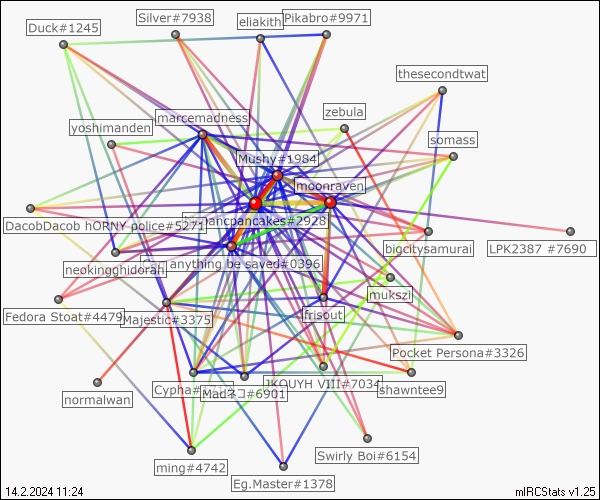 Silver#7938
Pikabro#9971
eliakith
Duck#1245
thesecondtwat
zebula
marcemadness
yoshimanden
somass
Mushy#1984
moonraven
DacobDacob hORNY police#5271
pancpancakes#2928
bigcitysamurai
LPK2387 #7690
anything be saved#0396
neokingghidorah
mukszi
Fedora Stoat#4479
frisout
Majestic#3375
Pocket Persona#3326
JKOUYH VIII#7034
shawntee9
Cypha
Madネコ#6901
normalwan
Swirly Boi#6154
ming#4742
Eg.Master#1378
14.2.2024 11:24
mIRCStats v1.25